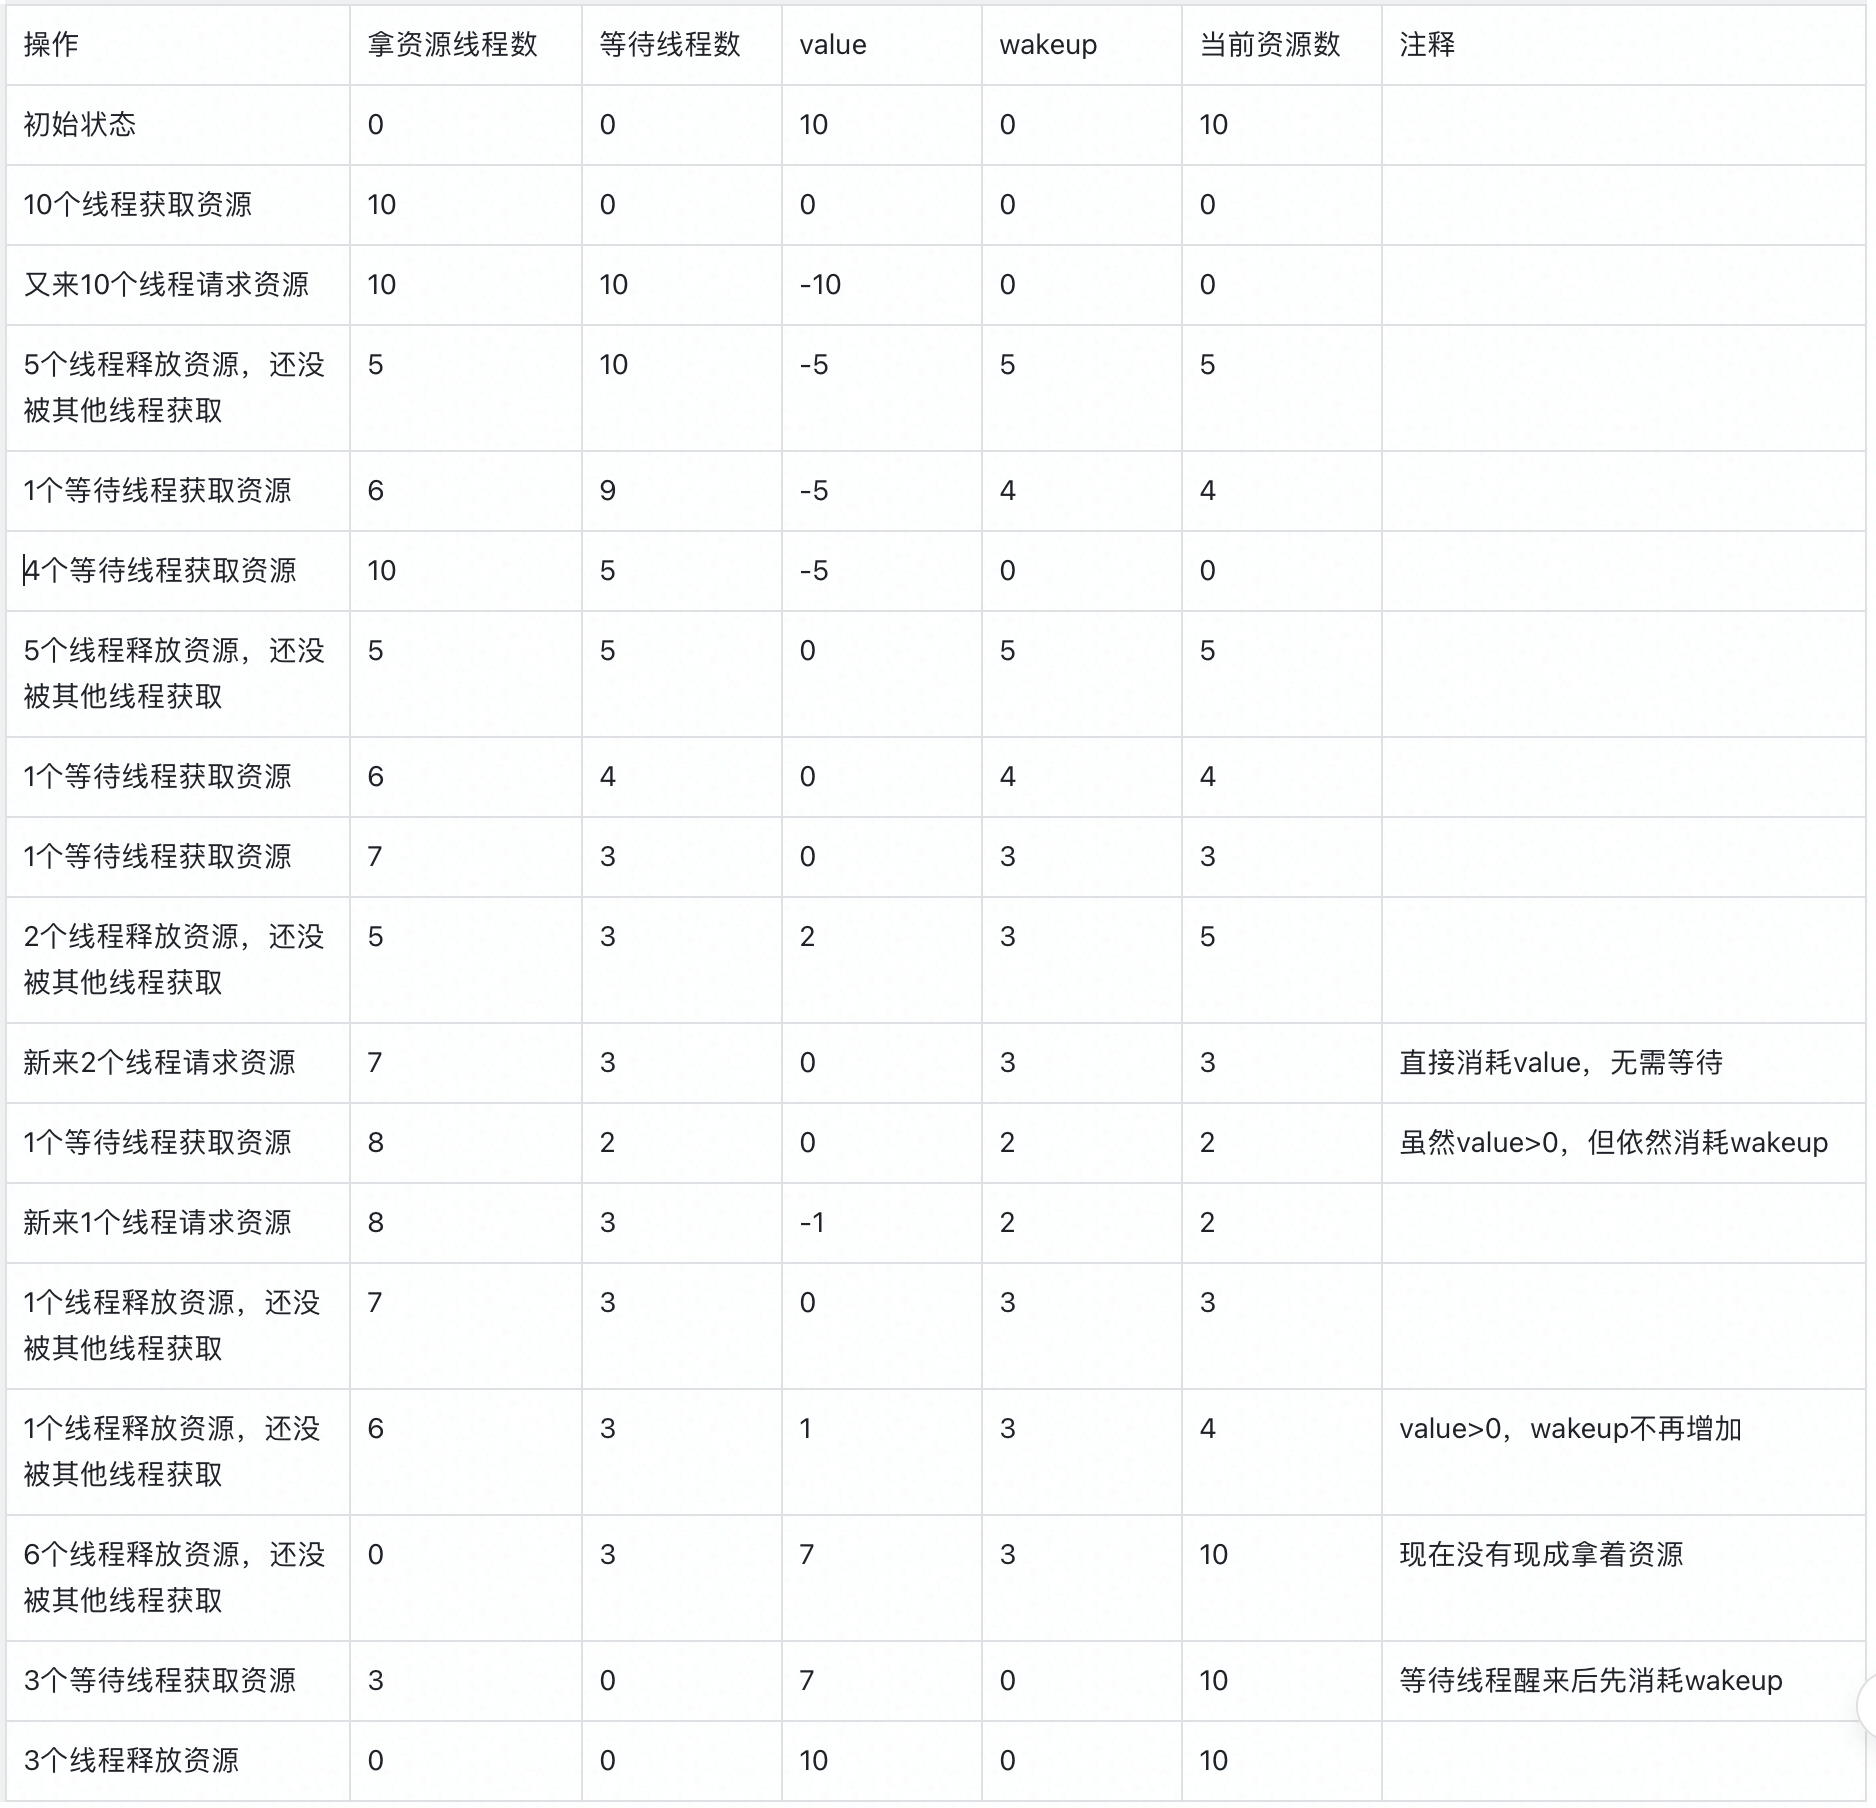 操作 拿资源线程数 等待线程数 value wakeup 当前资源数 注释
初始状态 0 0 10 0 10
10个线程获取资源 10 0 0 0 0
又来10个线程请求资源 10 10 -10 0 0
5个线程释放资源，还没 5 10 -5 5 5
被其他线程获取
1个等待线程获取资源 6 9 -5 4 4
4个等待线程获取资源 10 5 -5 0 0
5个线程释放资源，还没 5 5 0 5 5
被其他线程获取
1个等待线程获取资源 6 4 0 4 4
1个等待线程获取资源 7 3 0 3 3
2个线程释放资源，还没 5 3 2 3 5
被其他线程获取
新来2个线程请求资源 7 3 0 3 3 直接消耗value，无需等待
1个等待线程获取资源 8 2 0 2 2 虽然value>0，但依然消耗wakeup
新来1个线程请求资源 8 3 -1 2 2
1个线程释放资源，还没 7 3 0 3 3
被其他线程获取
1个线程释放资源，还没 6 3 1 3 4 value>0，wakeup不再增加
被其他线程获取
6个线程释放资源，还没 0 3 7 3 10 现在没有现成拿着资源
被其他线程获取
3个等待线程获取资源 3 0 7 0 10 等待线程醒来后先消耗wakeup
3个线程释放资源 0 0 10 0 10